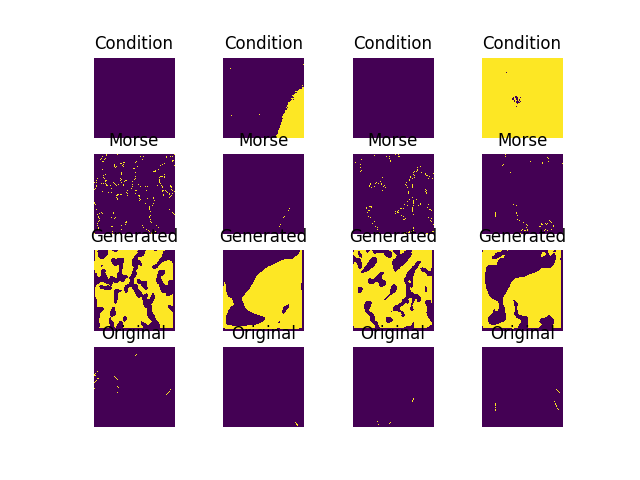 Condition Condition Condition Condition
Morse Morse Morse Morse
Generated Generated Generated Generated
Original Original Original Original